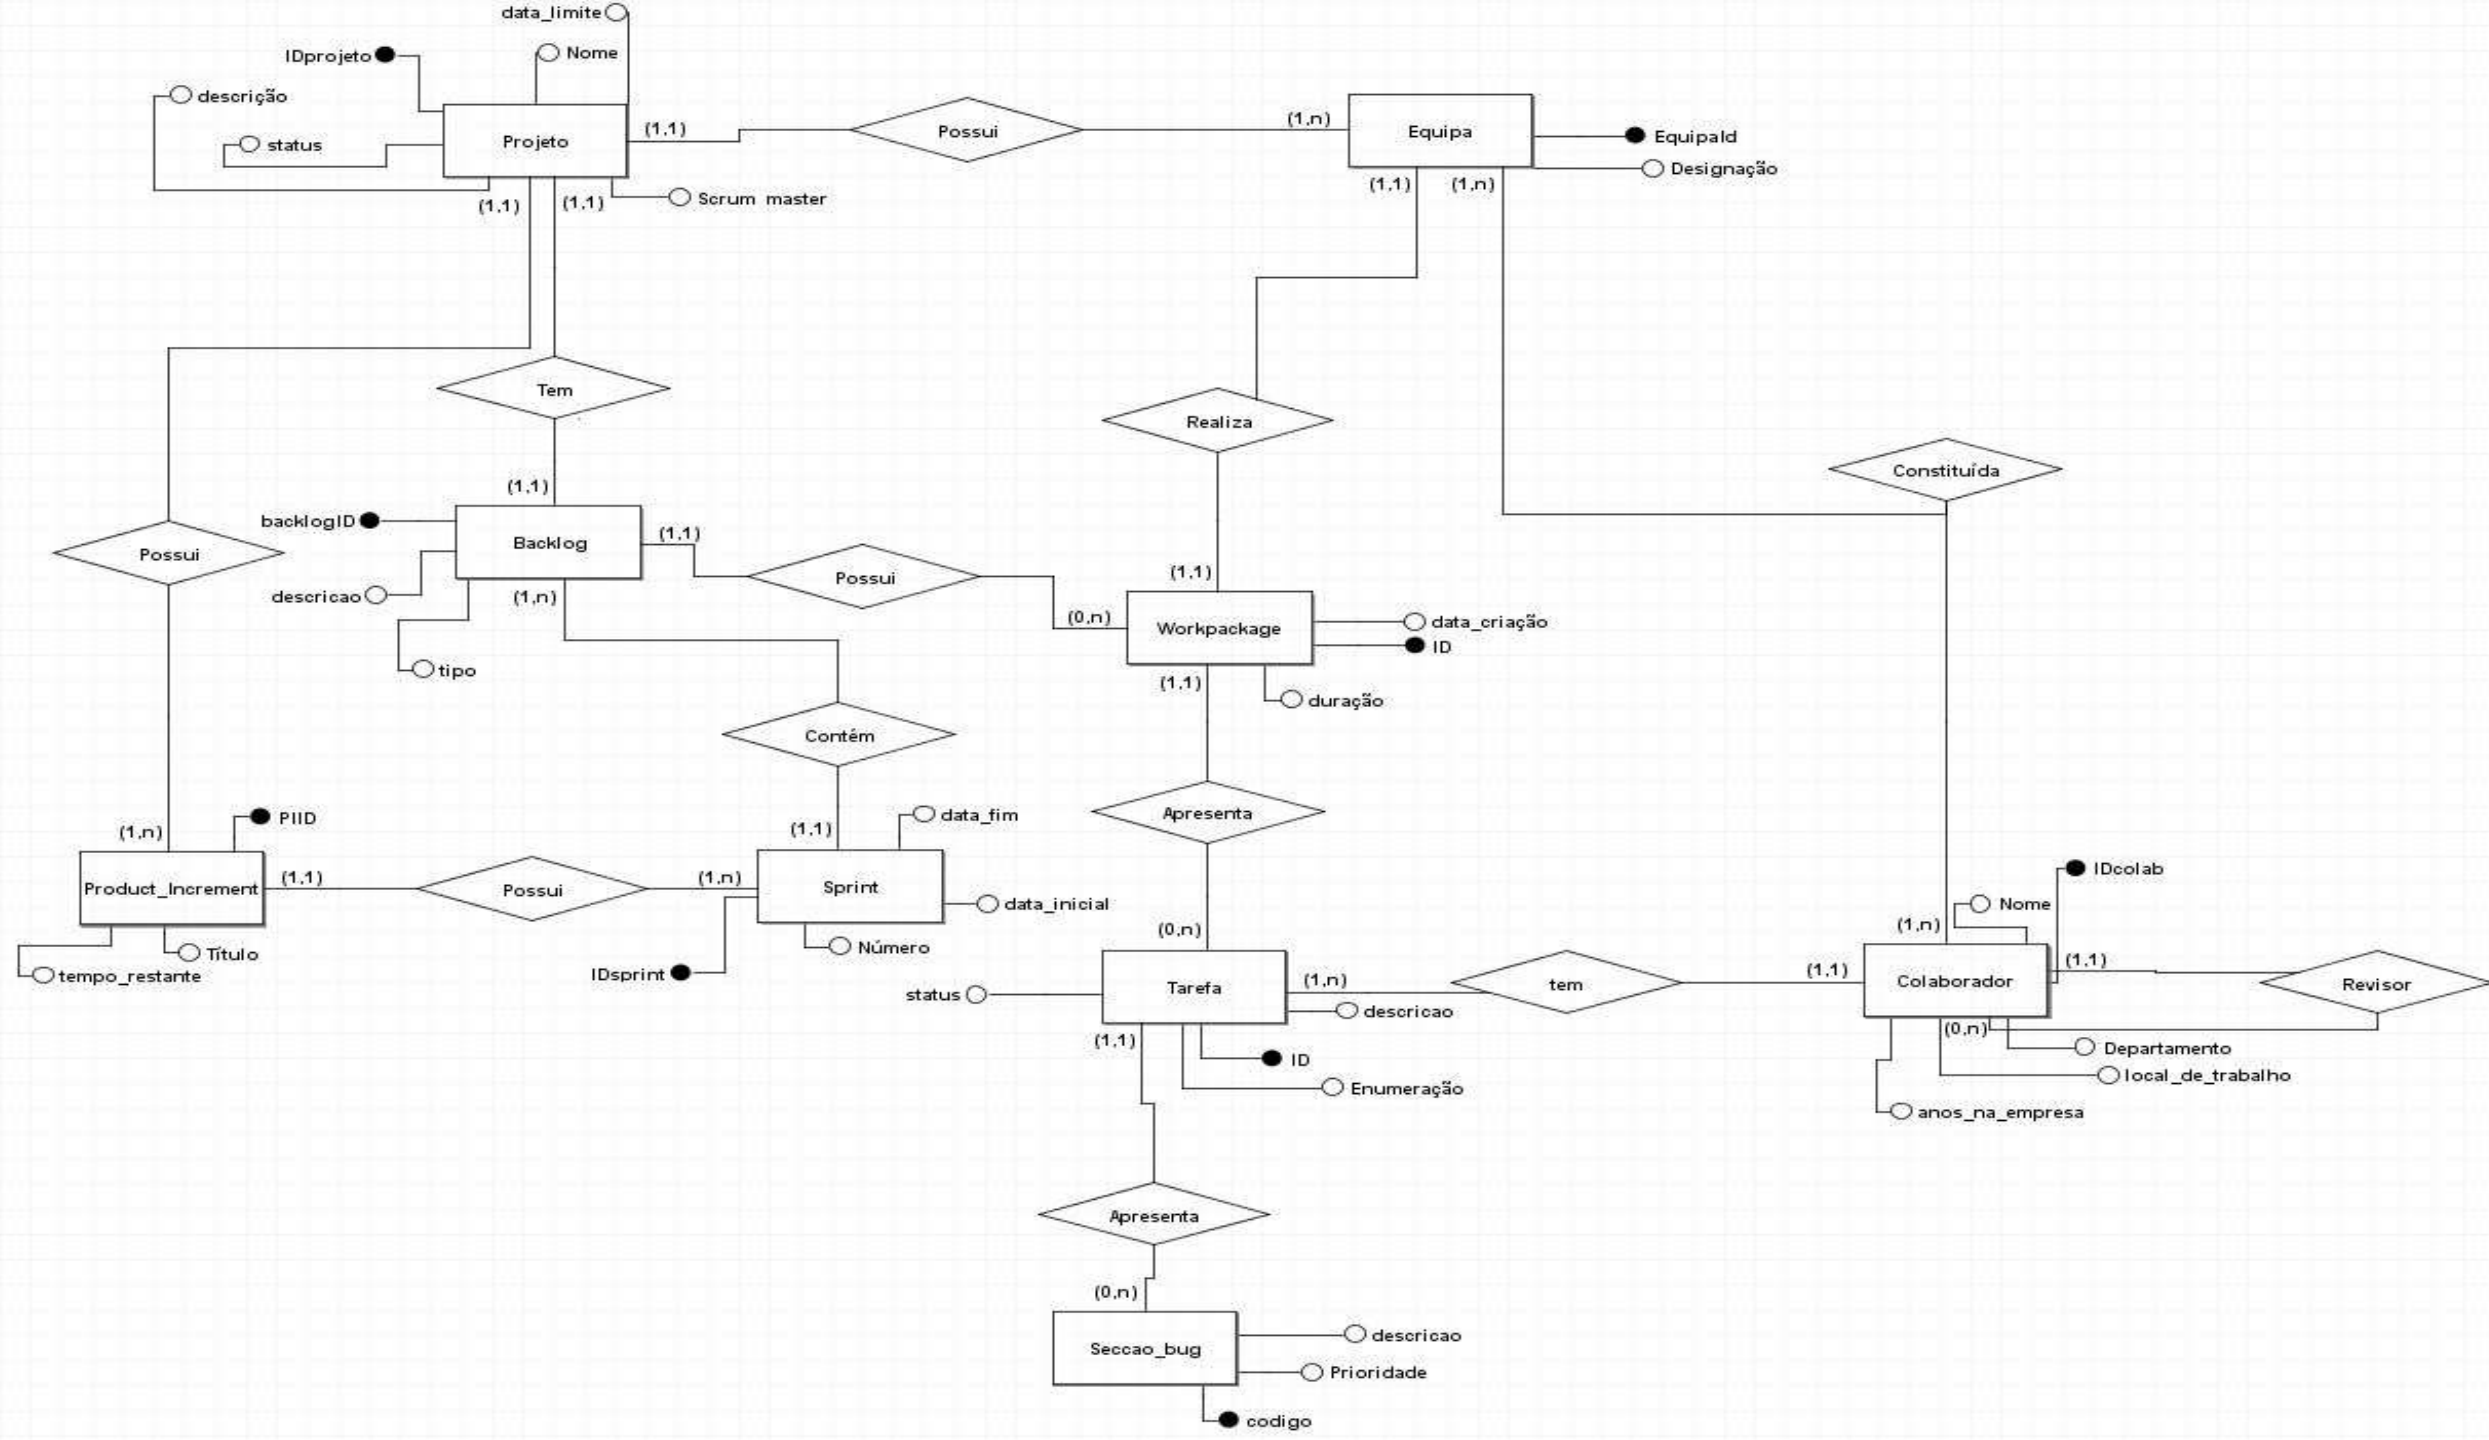 data_limite
IDprojeto
Nome
descrição
status
Projeto
(1,1)
Possui
(1,n)
Equipa
EquipaId
Designação
(1,1)
(1,n)
Scrum master
(1,1)
(1,1)
Tem
Realiza
Constituída
(1,1)
backlogID
Backlog
(1,1)
Possui
Possui
descricao
(1,n)
(1,1)
(0,n)
Workpackage
data_criação
ID
tipo
(1,1)
duração
Contém
Apresenta
PIID
data_fim
(1,n)
(1,1)
Product_Increment
(1,1)
Possui
(1,n)
Sprint
data_inicial
IDcolab
Nome
(1,n)
(0,n)
Título
tempo_restante
Número
IDsprint
status
Tarefa
(1,n)
descricao
tem
(1,1)
Colaborador
(1,1)
Revisor
(0,n)
(1,1)
ID
Enumeração
Departamento
local_de_trabalho
anos_na_empresa
Apresenta
(0,n)
Seccao_bug
descricao
Prioridade
codigo